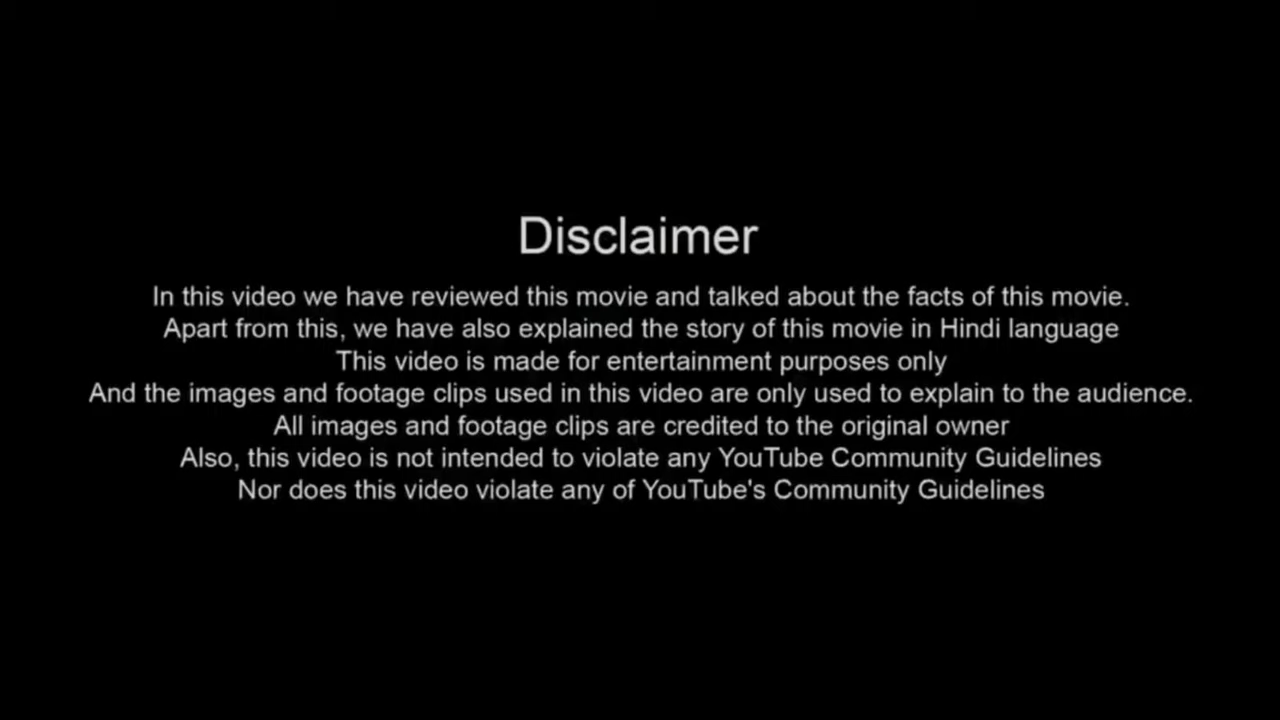 Disclaimer
In this video we have reviewed this movie and talked about the facts of this movie.
Apart from this, we have also explained the story of this movie in Hindi language
This video is made for entertainment purposes only
And the images and footage clips used in this video are only used to explain to the audience.
All images and footage clips are credited to the original owner
Also, this video is not intended to violate any YouTube Community Guidelines
Nor does this video violate any of YouTube's Community Guidelines